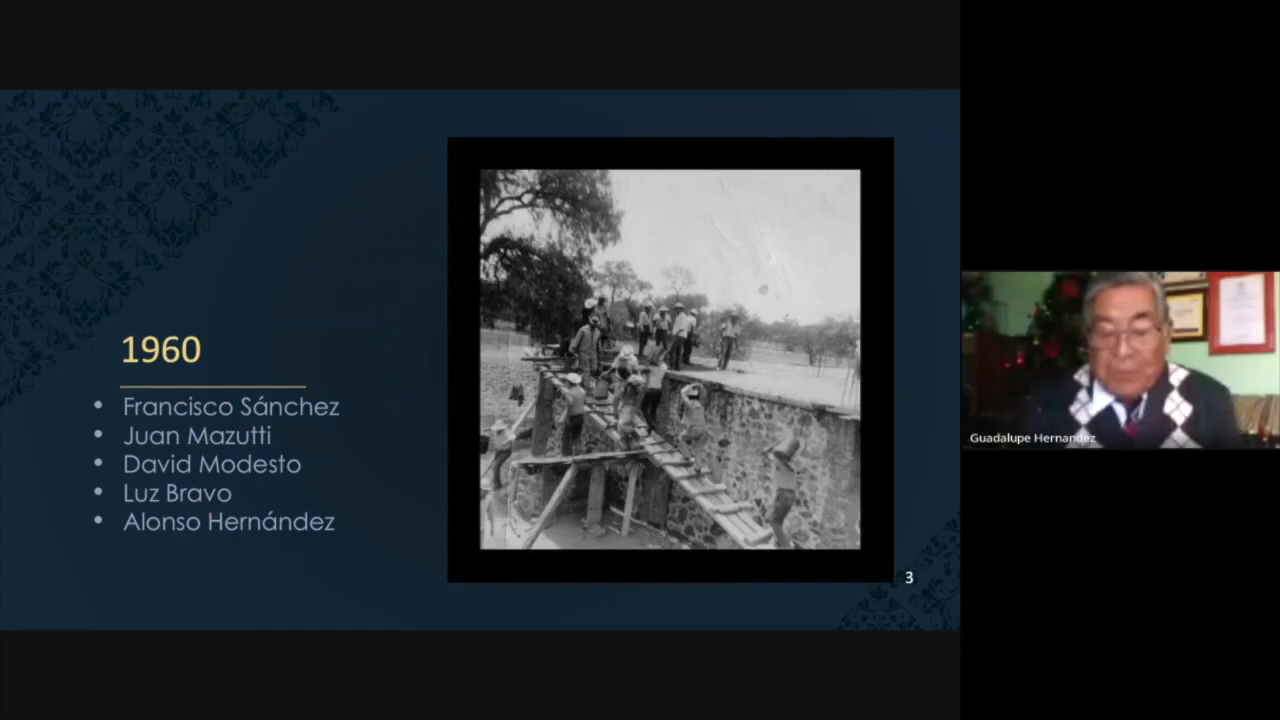 1960
• Francisco Sánchez
• Juan Mazutti
• David Modesto
• Luz Bravo
• Alonso Hernández
3
Guadalupe Hernandez